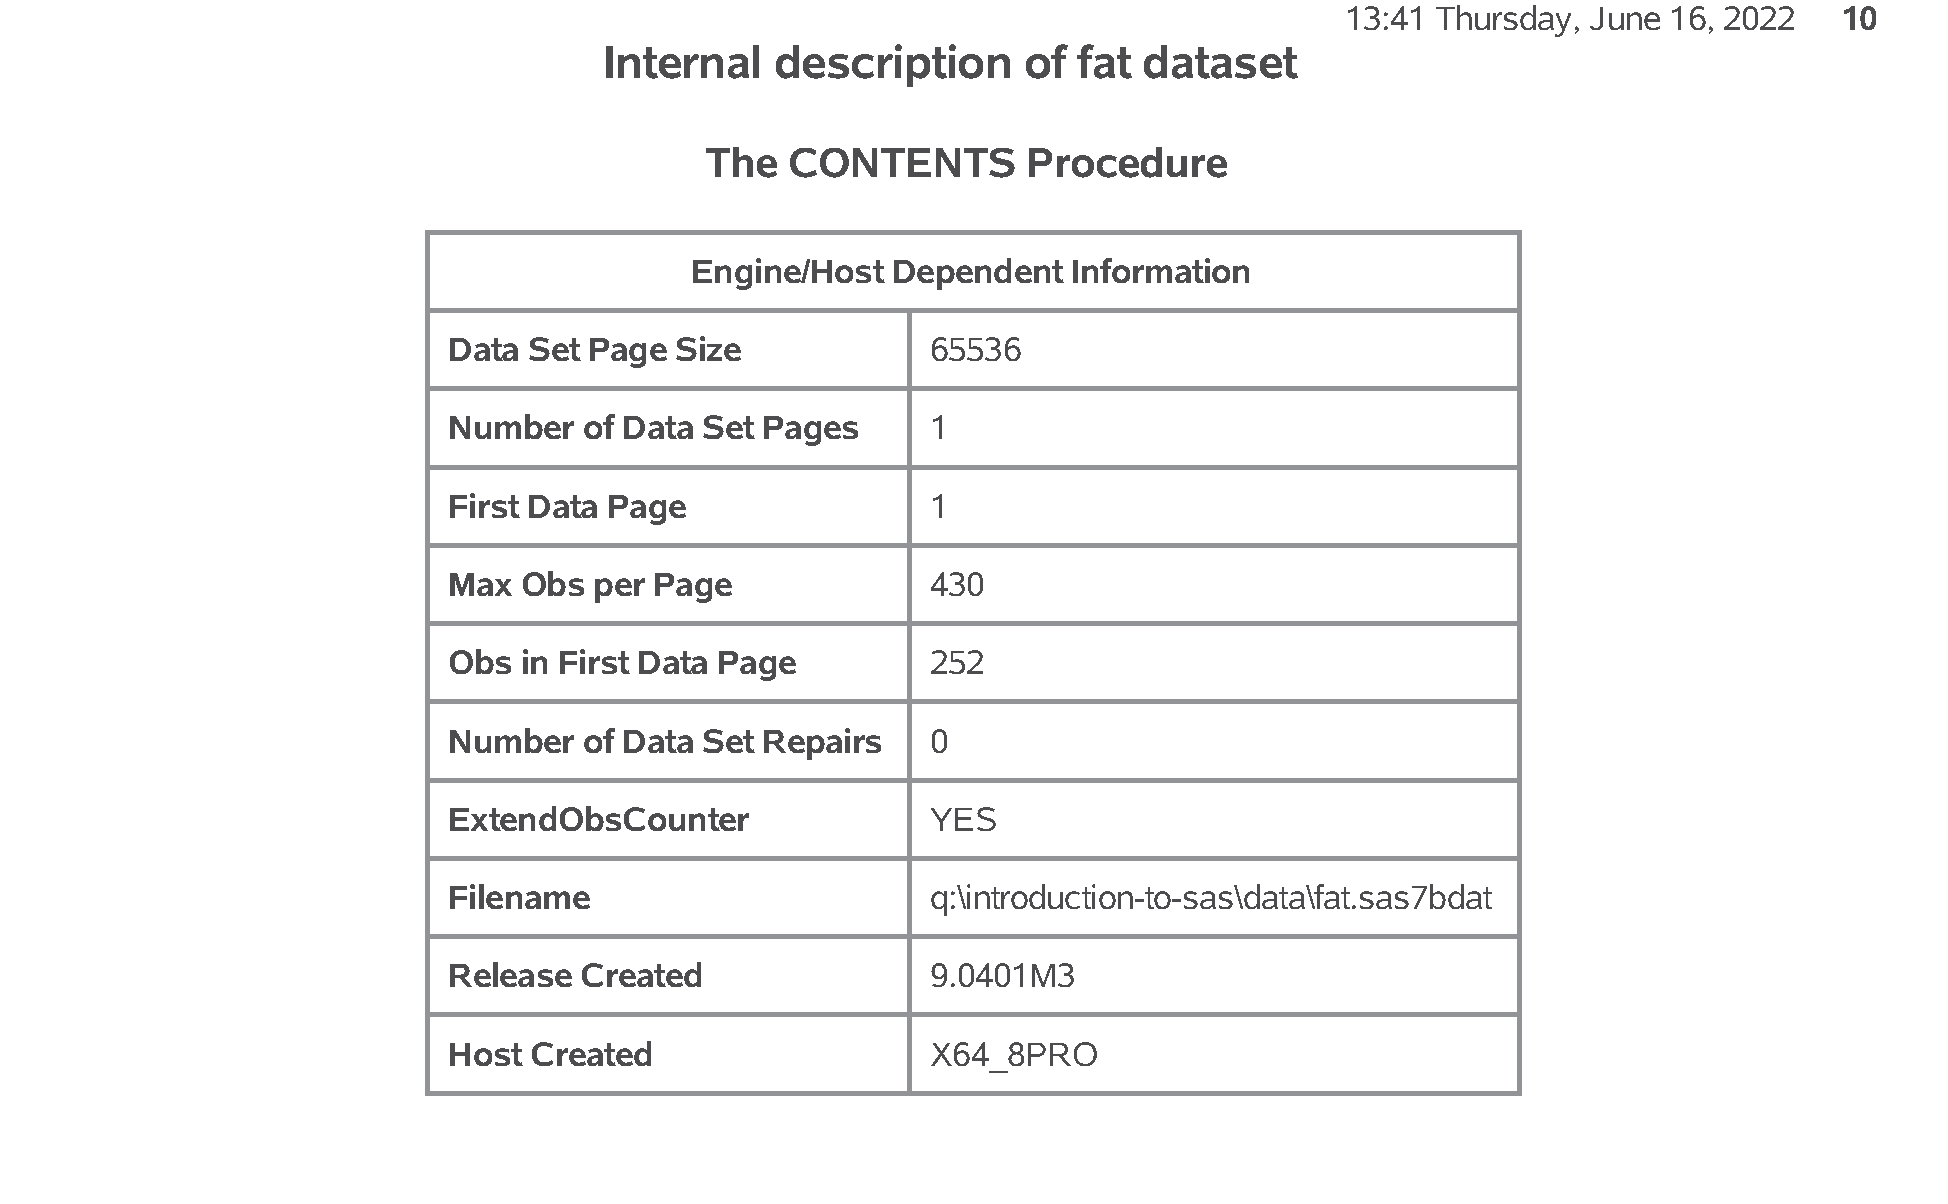 13:41 Thursday, June 16, 2022 10
Internal description of fat dataset
The CONTENTS Procedure
Engine/Host Dependent Information
Data Set Page Size 65536
Number of Data Set Pages 1
First Data Page 1
Max Obs per Page 430
Obs in First Data Page 252
Number of Data Set Repairs 0
ExtendObsCounter YES
Filename q:\introduction-to-sas\data\fat.sas7bdat
Release Created 9.0401M3
Host Created X64_8PRO